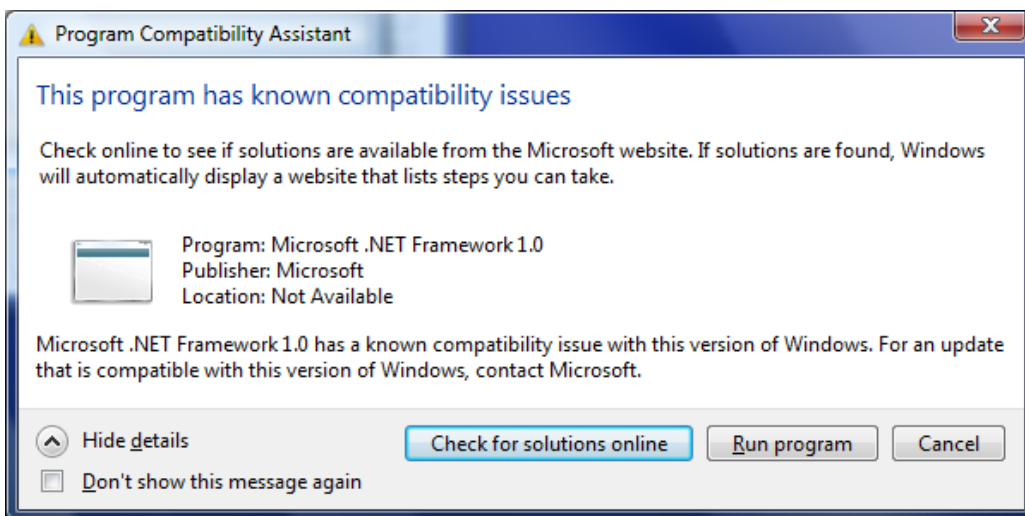 Program Compatibility Assistant
This program has known compatibility issues
Check online to see if solutions are available from the Microsoft website. If solutions are found, Windows
will automatically display a website that lists steps you can take.
Program: Microsoft .NET Framework 1.0
Publisher: Microsoft
Location: Not Available
Microsoft .NET Framework 1.0 has a known compatibility issue with this version of Windows. For an update
that is compatible with this version of Windows, contact Microsoft.
Hide details
Check for solutions online
Run program
Cancel
Don't show this message again